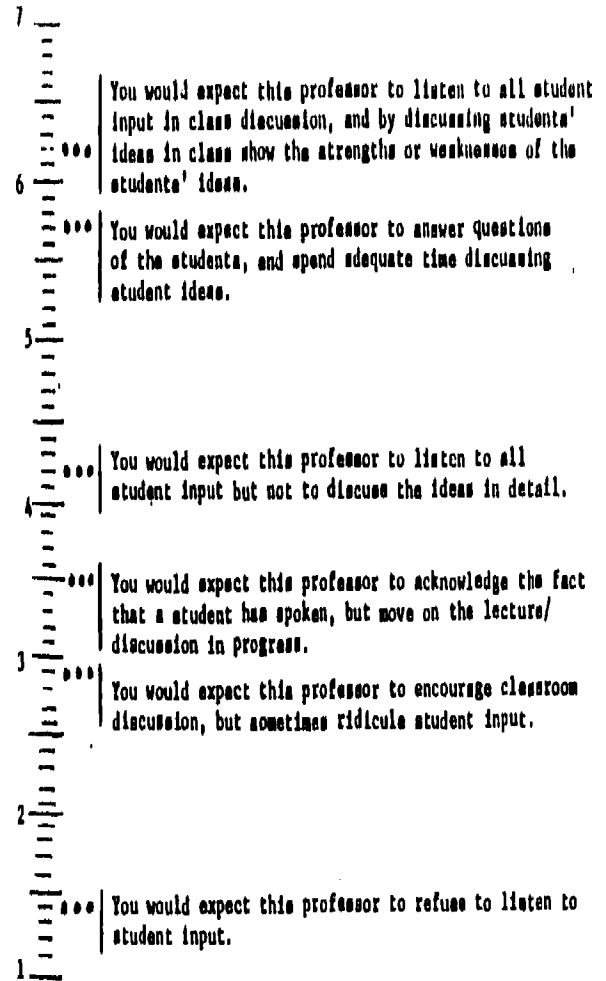 7
You would expect this professor to listen to all student
input in class discussion, and by discussing students'
ideas in class show the strengths or weaknesses of the
students' ideas.
6
You would expect this professor to answer questions
of the students, and spend adequate time discussing
student ideas.
5
You would expect this professor to listen to all
student input but not to discuss the ideas in detail.
4
You would expect this professor to acknowledge the fact
that a student has spoken, but move on the lecture/
discussion in progress.
3
You would expect this professor to encourage classroom
discussion, but sometimes ridicule student input.
2
You would expect this professor to refuse to listen to
student input.
1